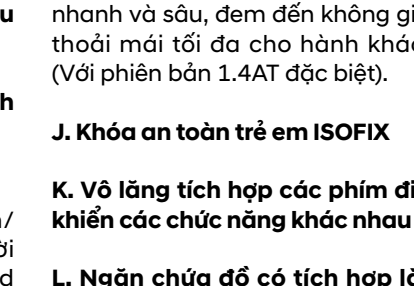 u
h
/
ời
d
nhanh và sâu, đem đến không gi
thoải mái tối đa cho hành khác
(Với phiên bản 1.4AT đặc biệt).
J. Khóa an toàn trẻ em ISOFIX
K. Vô lăng tích hợp các phím đi
khiển các chức năng khác nhau
L. Ngăn chứa đồ có tích hợp là